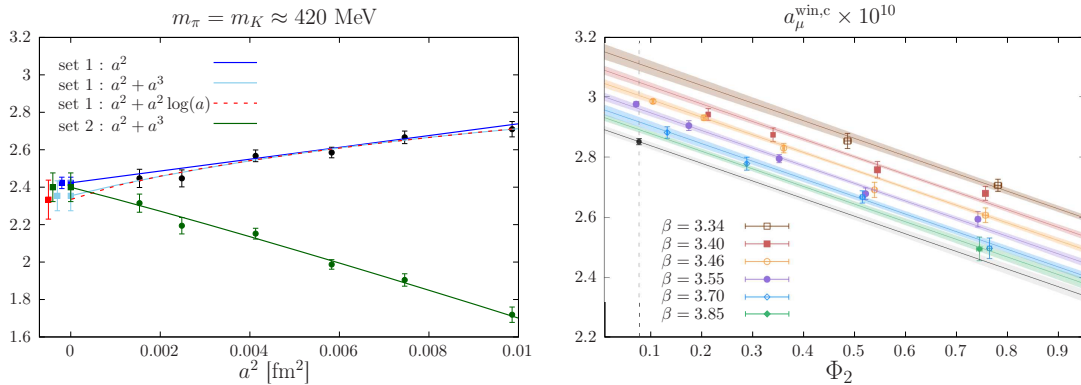 m_π = m_K ≈ 420 MeV
3.2
3
2.8
2.6
2.4
2.2
2
1.8
1.6
set 1 : a²
set 1 : a² + a³
set 1 : a² + a² log(a)
set 2 : a² + a³
0 0.002 0.004 0.006 0.008 0.01
a² [fm²]
a_μ^{win,c} × 10¹⁰
3.2
3.0
2.8
2.6
2.4
2.2
β = 3.34
β = 3.40
β = 3.46
β = 3.55
β = 3.70
β = 3.85
0.1 0.2 0.3 0.4 0.5 0.6 0.7 0.8 0.9
Φ₂